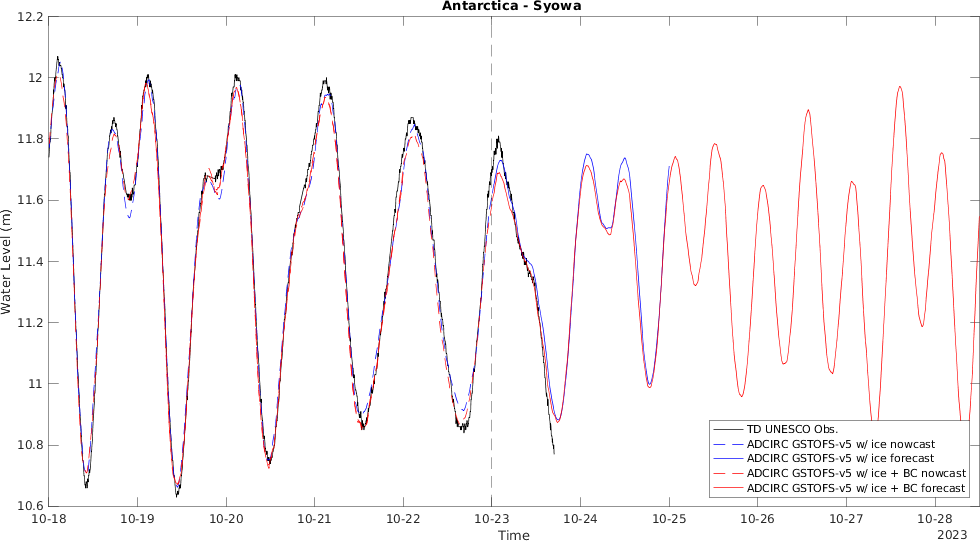 Antarctica - Syowa
12.2
12
11.8
11.6
11.4
11.2
11
10.8
10.6
Water Level (m)
10-18 10-19 10-20 10-21 10-22 10-23 10-24 10-25 10-26 10-27 10-28
Time
2023
TD UNESCO Obs.
ADCIRC GSTOFS-v5 w/ ice nowcast
ADCIRC GSTOFS-v5 w/ ice forecast
ADCIRC GSTOFS-v5 w/ ice + BC nowcast
ADCIRC GSTOFS-v5 w/ ice + BC forecast